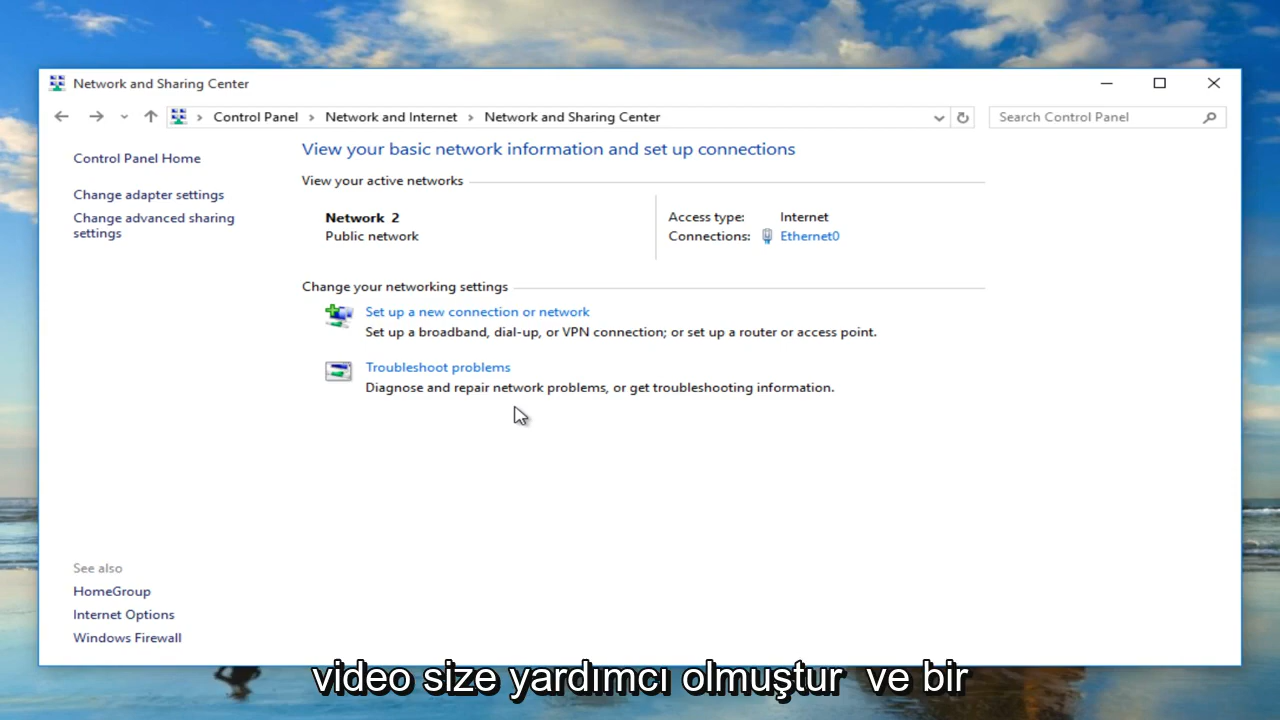 Network and Sharing Center
Control Panel
Network and Internet
Network and Sharing Center
Search Control Panel
Control Panel Home
Change adapter settings
Change advanced sharing
settings
View your basic network information and set up connections
View your active networks
Network 2
Public network
Access type: Internet
Connections: Ethernet0
Change your networking settings
Set up a new connection or network
Set up a broadband, dial-up, or VPN connection; or set up a router or access point.
Troubleshoot problems
Diagnose and repair network problems, or get troubleshooting information.
See also
HomeGroup
Internet Options
Windows Firewall
video size yardımcı olmuştur ve bir